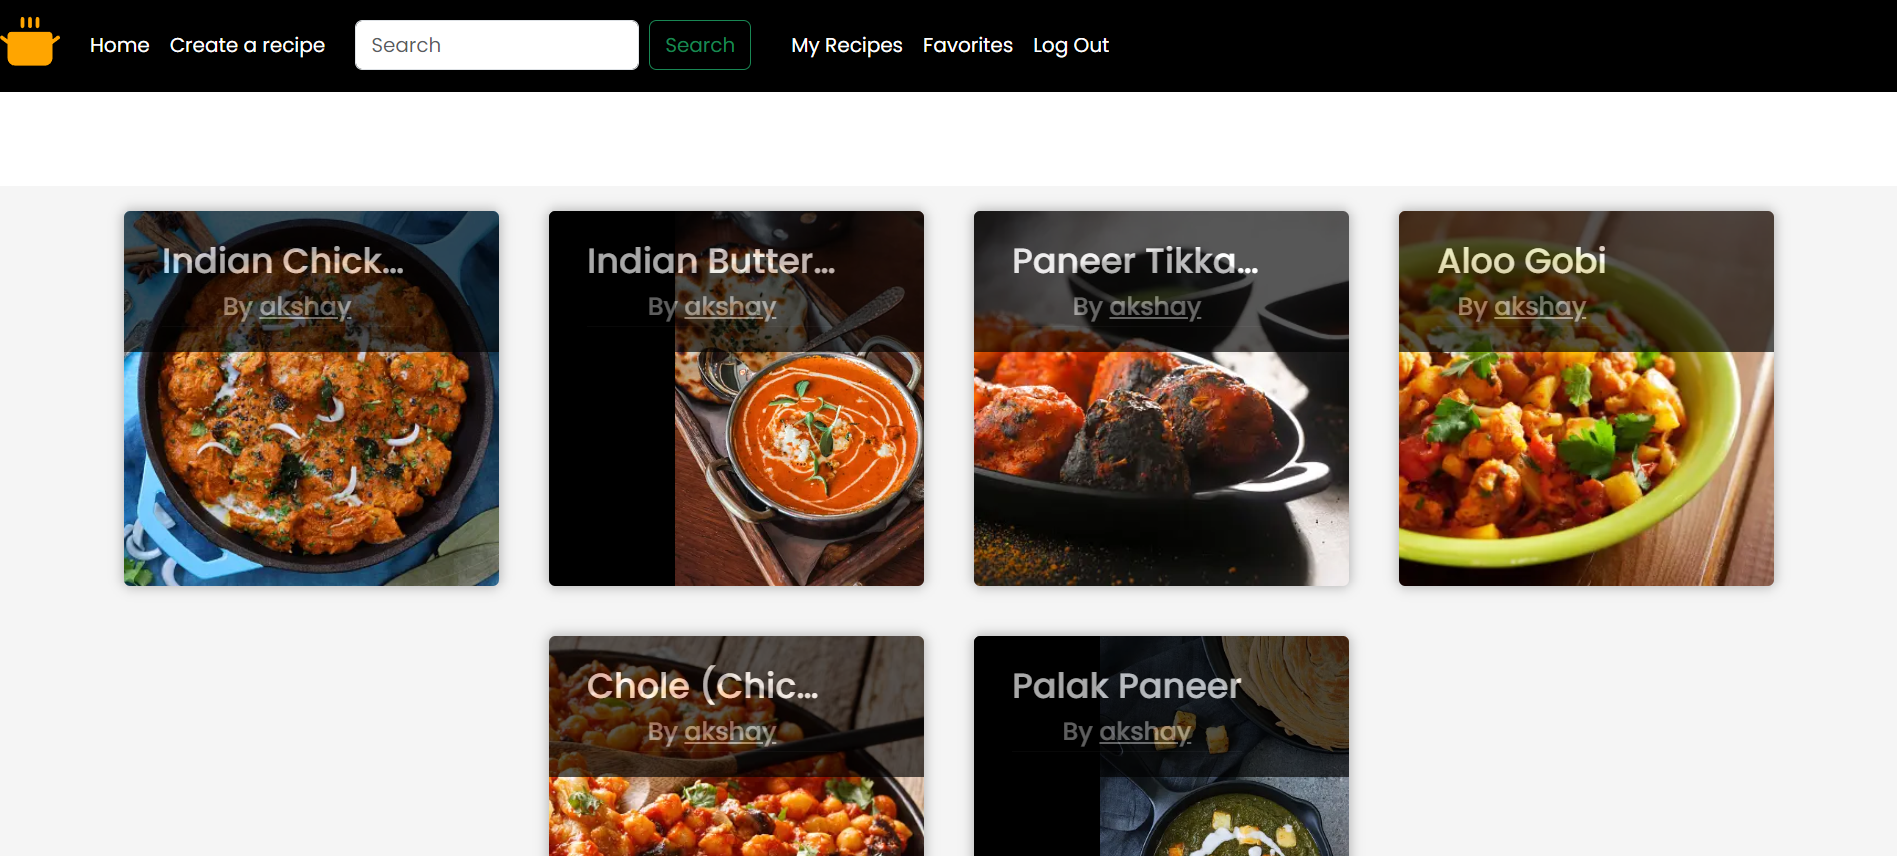 Home Create a recipe Search Search My Recipes Favorites Log Out
Indian Chick...
By akshay
Indian Butter...
By akshay
Paneer Tikka...
By akshay
Aloo Gobi
By akshay
Chole (Chic...
By akshay
Palak Paneer
By akshay